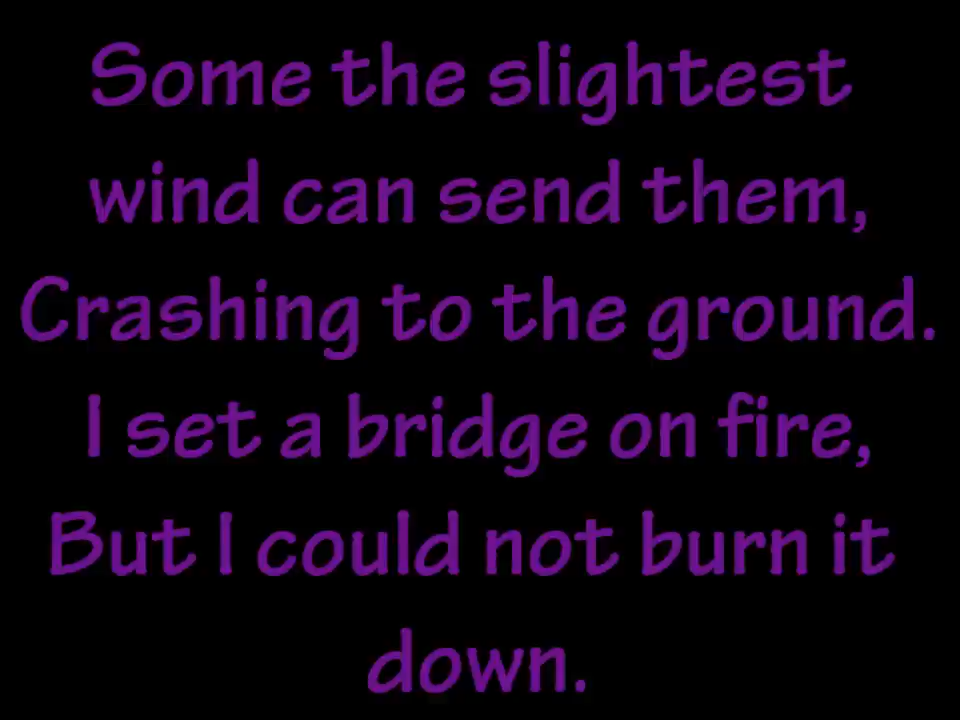 Some the slightest
wind can send them,
Crashing to the ground.
I set a bridge on fire,
But I could not burn it
down.